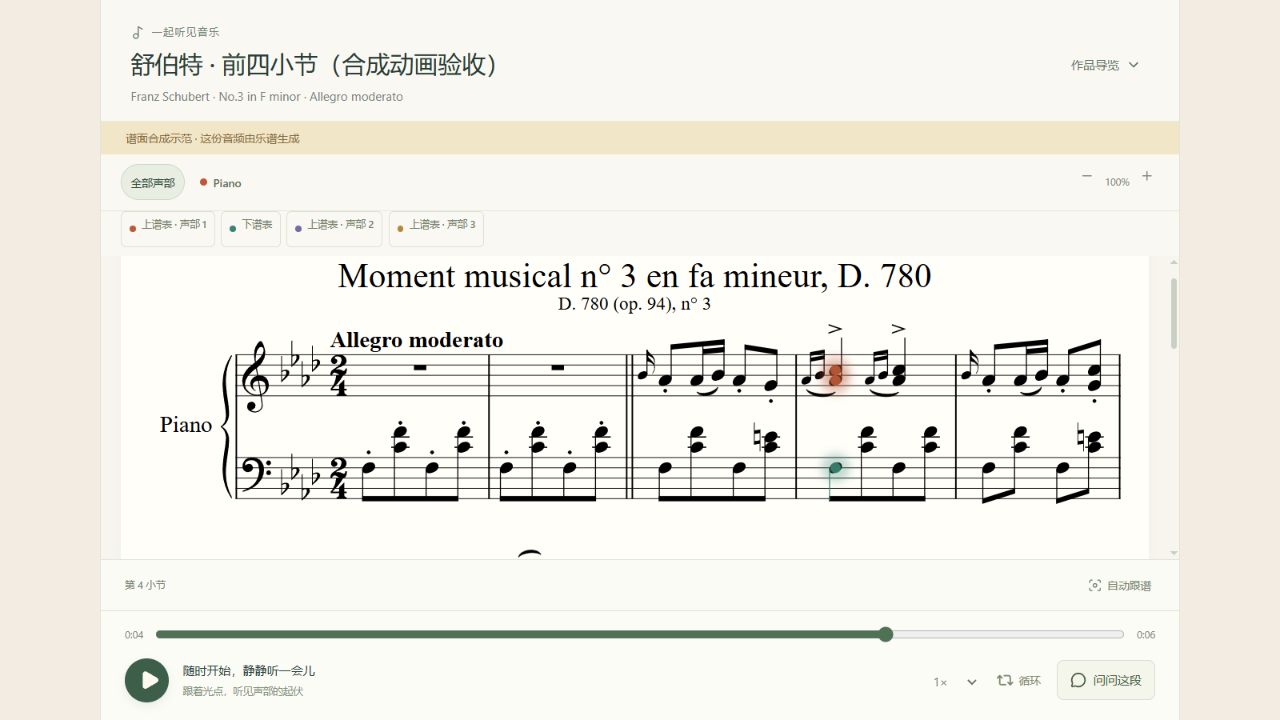 一起听见音乐
舒伯特 · 前四小节（合成动画验收）
作品导览
Franz Schubert · No.3 in F minor · Allegro moderato
谱面合成示范 · 这份音频由乐谱生成
全部声部 Piano
100%
上谱表 · 声部 1 下谱表 上谱表 · 声部 2 上谱表 · 声部 3
Moment musical n° 3 en fa mineur, D. 780
D. 780 (op. 94), n° 3
Allegro moderato
Piano
第 4 小节
自动跟谱
0:04 0:06
随时开始，静静听一会儿
跟着光点，听见声部的起伏
1× 循环 问问这段